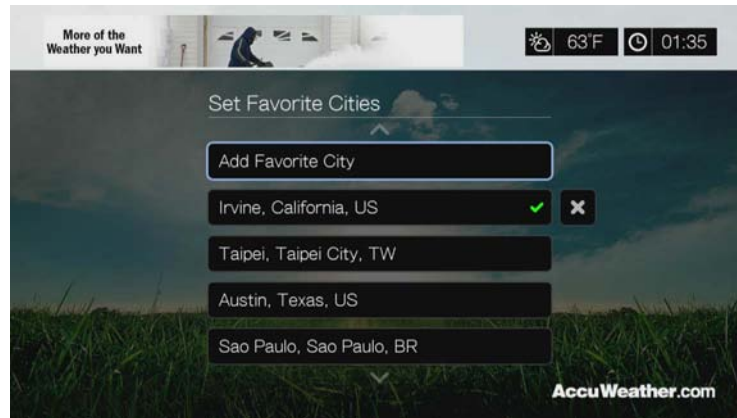 More of the
Weather you Want
63°F
01:35
Set Favorite Cities
Add Favorite City
Irvine, California, US
Taipei, Taipei City, TW
Austin, Texas, US
Sao Paulo, Sao Paulo, BR
AccuWeather.com